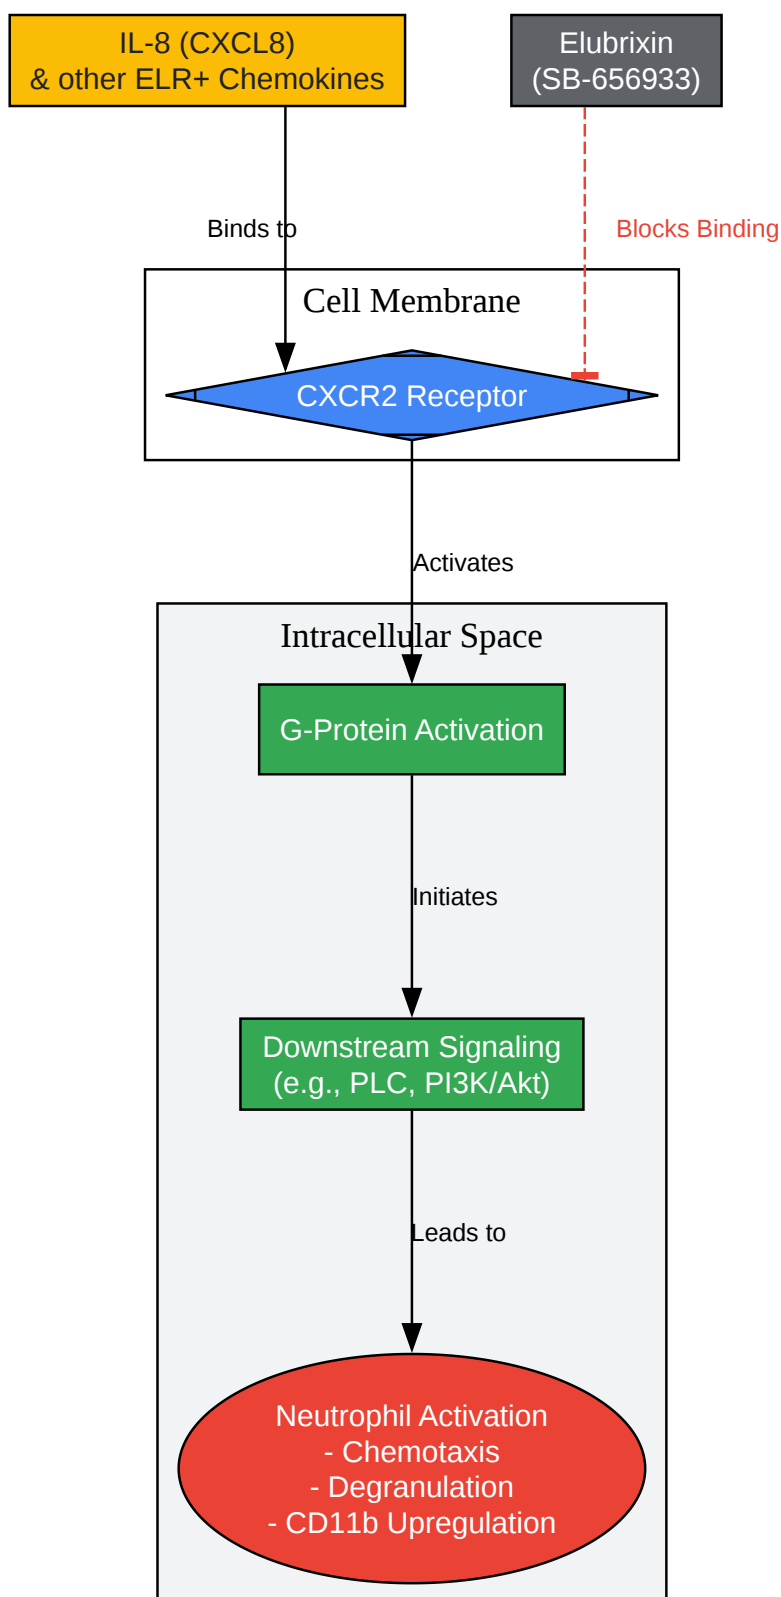 IL-8 (CXCL8)
& other ELR+ Chemokines
Elubrixin
(SB-656933)
Binds to
Blocks Binding
Cell Membrane
CXCR2 Receptor
Activates
Intracellular Space
G-Protein Activation
Initiates
Downstream Signaling
(e.g., PLC, PI3K/Akt)
Leads to
Neutrophil Activation
- Chemotaxis
- Degranulation
- CD11b Upregulation